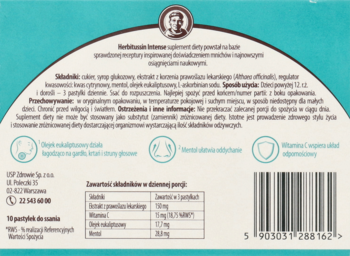 Herbitussin Intense suplement diety powstał na bazie
sprawdzonej receptury inspirowanej doświadczeniem mnichów i najnowszymi
osiągnięciami naukowymi.
Składniki: cukier, syrop glukozowy, ekstrakt z korzenia prawoślazu lekarskiego (Althaea officinalis), regulator
kwasowości: kwas cytrynowy, mentol, olejek eukaliptusowy, L-askorbinian sodu. Sposób użycia: Dzieci powyżej 12. r.ż.
i dorośli – 3 pastylki dziennie. Ssać do rozpuszczenia. Najlepiej spożyć przed końcem/numer partii: z boku opakowania.
Przechowywanie: w oryginalnym opakowaniu, w temperaturze pokojowej, w suchym miejscu, w sposób niedostępny dla małych
dzieci. Chronić przed wilgocią i światłem. Ostrzeżenia i inne informacje: Nie należy przekraczać zalecanej porcji do spożycia w ciągu dnia.
Suplement diety nie może być stosowany jako substytut (zamiennik) zróżnicowanej diety. Istotne jest prowadzenie zdrowego stylu życia
i stosowanie zróżnicowanej diety dostarczającej organizmowi wystarczające ilości składników odżywczych.
Olejek eukaliptusowy działa
łagodząco na gardło, krtań i struny głosowe
Mentol ułatwia oddychanie
Witamina C wspiera układ
odpornościowy
USP Zdrowie Sp. z o.o.
Ul. Poleczki 35
02-822 Warszawa
22 543 60 00
10 pastylek do ssania
*RWS - % realizacji Referencyjnych
Wartości Spożycia
Zawartość składników w dziennej porcji:
Składniki Zawartość w 3 pastylkach
Ekstrakt z prawoślazu lekarskiego 150 mg
Witamina C 15 mg (18,75 %RWS*)
Olejek eukaliptusowy 17,7 mg
Mentol 28,8 mg
5 903031 288162 >